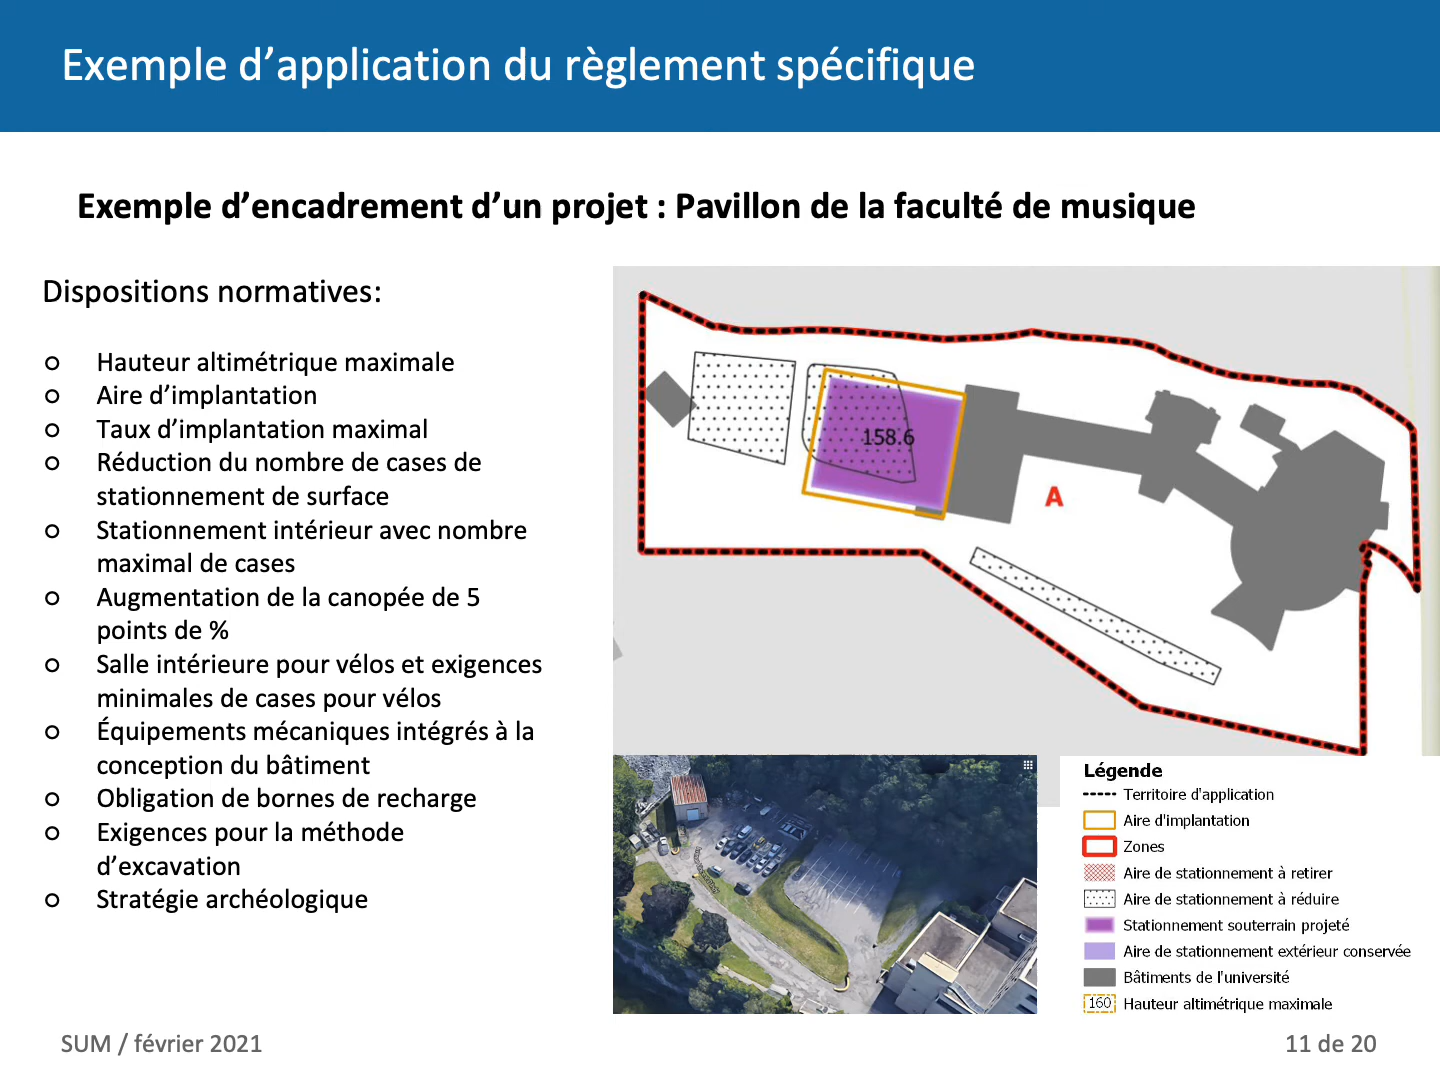 Exemple d’application du règlement spécifique
Exemple d’encadrement d’un projet : Pavillon de la faculté de musique
Dispositions normatives:
Hauteur altimétrique maximale
Aire d’implantation
Taux d’implantation maximal
Réduction du nombre de cases de
stationnement de surface
Stationnement intérieur avec nombre
maximal de cases
Augmentation de la canopée de 5
points de %
Salle intérieure pour vélos et exigences
minimales de cases pour vélos
Équipements mécaniques intégrés à la
conception du bâtiment
Obligation de bornes de recharge
Exigences pour la méthode
d’excavation
Stratégie archéologique
158.6
A
Légende
Territoire d'application
Aire d'implantation
Zones
Aire de stationnement à retirer
Aire de stationnement à réduire
Stationnement souterrain projeté
Aire de stationnement extérieur conservée
Bâtiments de l'université
160 Hauteur altimétrique maximale
SUM / février 2021
11 de 20